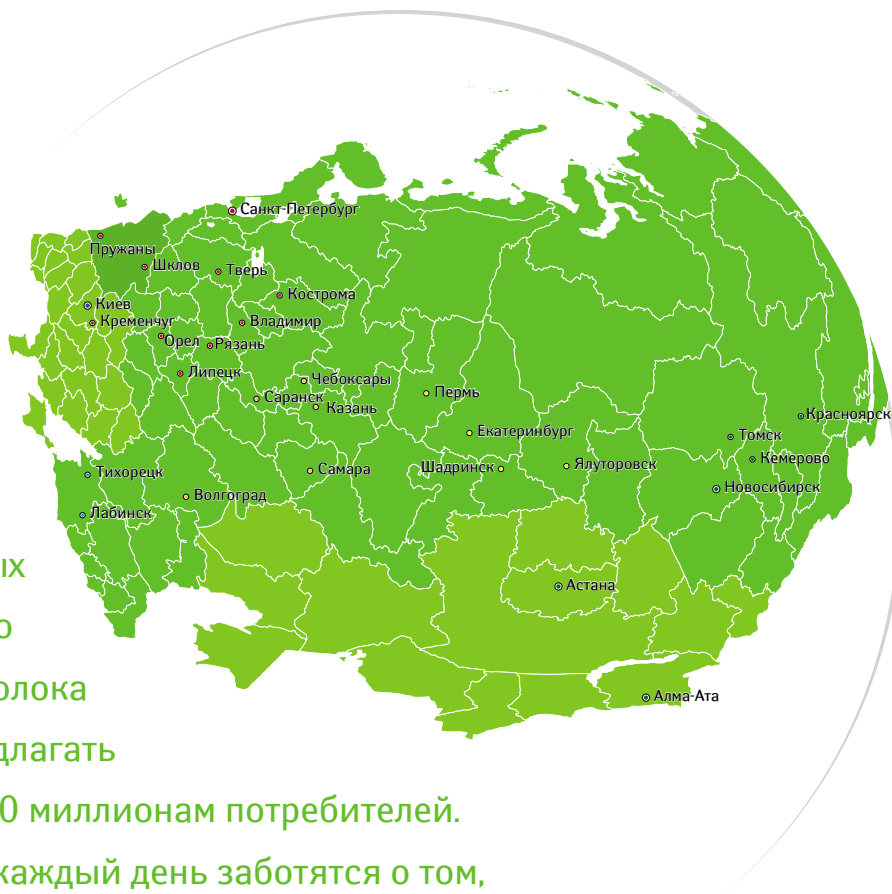 Санкт-Петербург
Пружаны
Шклов
Тверь
Кострома
Киев
Кременчуг
Владимир
Орел
Рязань
Липецк
Чебоксары
Саранск
Казань
Пермь
Красноярск
Екатеринбург
Томск
Кемерово
Тихорецк
Самара
Шадринск
Ялуторовск
Новосибирск
Волгоград
Лабинск
ых
о
олока
длагать
0 миллионам потребителей.
каждый день заботятся о том,
Астана
Алма-Ата